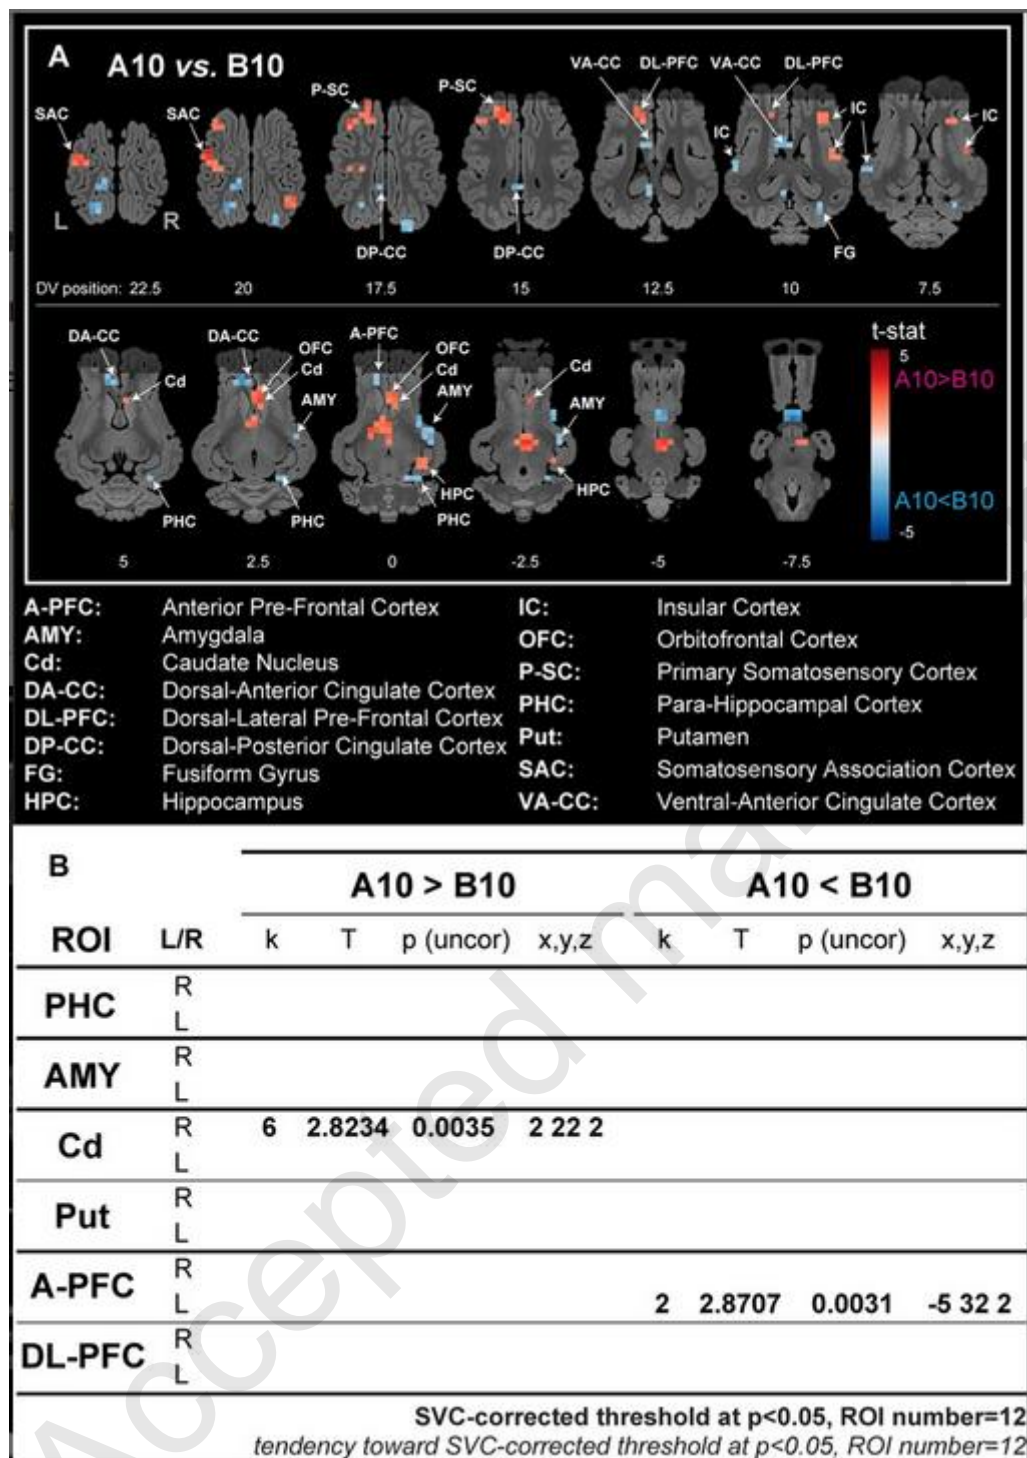 A
A10 vs. B10
VA-CC DL-PFC VA-CC DL-PFC
P-SC P-SC
SAC SAC IC IC IC
L R
DP-CC DP-CC FG
DV position: 22.5 20 17.5 15 12.5 10 7.5
DA-CC DA-CC A-PFC t-stat
OFC OFC 5
Cd Cd Cd Cd A10>B10
AMY AMY AMY
HPC HPC A10<B10
PHC PHC PHC -5
5 2.5 0 -2.5 -5 -7.5
A-PFC: Anterior Pre-Frontal Cortex
AMY: Amygdala
Cd: Caudate Nucleus
DA-CC: Dorsal-Anterior Cingulate Cortex
DL-PFC: Dorsal-Lateral Pre-Frontal Cortex
DP-CC: Dorsal-Posterior Cingulate Cortex
FG: Fusiform Gyrus
HPC: Hippocampus
IC: Insular Cortex
OFC: Orbitofrontal Cortex
P-SC: Primary Somatosensory Cortex
PHC: Para-Hippocampal Cortex
Put: Putamen
SAC: Somatosensory Association Cortex
VA-CC: Ventral-Anterior Cingulate Cortex
B
A10 > B10 A10 < B10
ROI L/R k T p (uncor) x,y,z k T p (uncor) x,y,z
PHC R
L
AMY R
L
Cd R 6 2.8234 0.0035 2 22 2
L
Put R
L
A-PFC R
L 2 2.8707 0.0031 -5 32 2
DL-PFC R
L
SVC-corrected threshold at p<0.05, ROI number=12
tendency toward SVC-corrected threshold at p<0.05, ROI number=12
Accepted ma